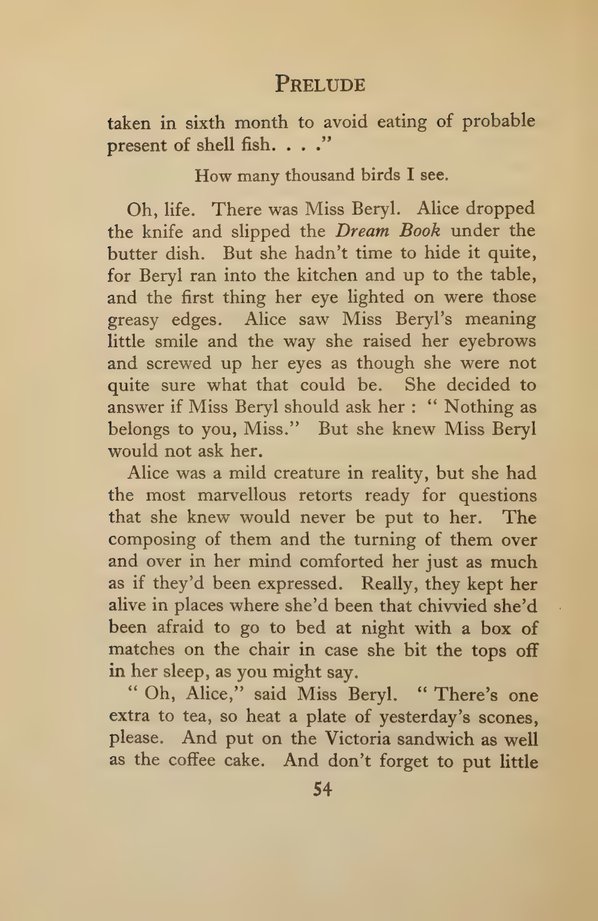 PRELUDE
taken in sixth month to avoid eating of probable
present of shell fish. . . ."
How many thousand birds I see.
Oh, life. There was Miss Beryl. Alice dropped
the knife and slipped the Dream Book under the
butter dish. But she hadn't time to hide it quite,
for Beryl ran into the kitchen and up to the table,
and the first thing her eye lighted on were those
greasy edges. Alice saw Miss Beryl's meaning
little smile and the way she raised her eyebrows
and screwed up her eyes as though she were not
quite sure what that could be. She decided to
answer if Miss Beryl should ask her : " Nothing as
belongs to you, Miss." But she knew Miss Beryl
would not ask her.
Alice was a mild creature in reality, but she had
the most marvellous retorts ready for questions
that she knew would never be put to her. The
composing of them and the turning of them over
and over in her mind comforted her just as much
as if they'd been expressed. Really, they kept her
alive in places where she'd been that chivvied she'd
been afraid to go to bed at night with a box of
matches on the chair in case she bit the tops off
in her sleep, as you might say.
" Oh, Alice," said Miss Beryl. " There's one
extra to tea, so heat a plate of yesterday's scones,
please. And put on the Victoria sandwich as well
as the coffee cake. And don't forget to put little
54